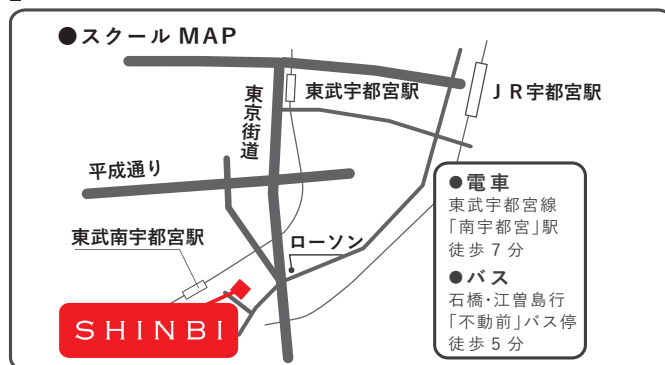 ●スクール MAP
東武宇都宮駅
ＪＲ宇都宮駅
東京街道
平成通り
東武南宇都宮駅
ローソン
SHINBI
●電車
東武宇都宮線
「南宇都宮」駅
徒歩７分
●バス
石橋・江曽島行
「不動前」バス停
徒歩５分